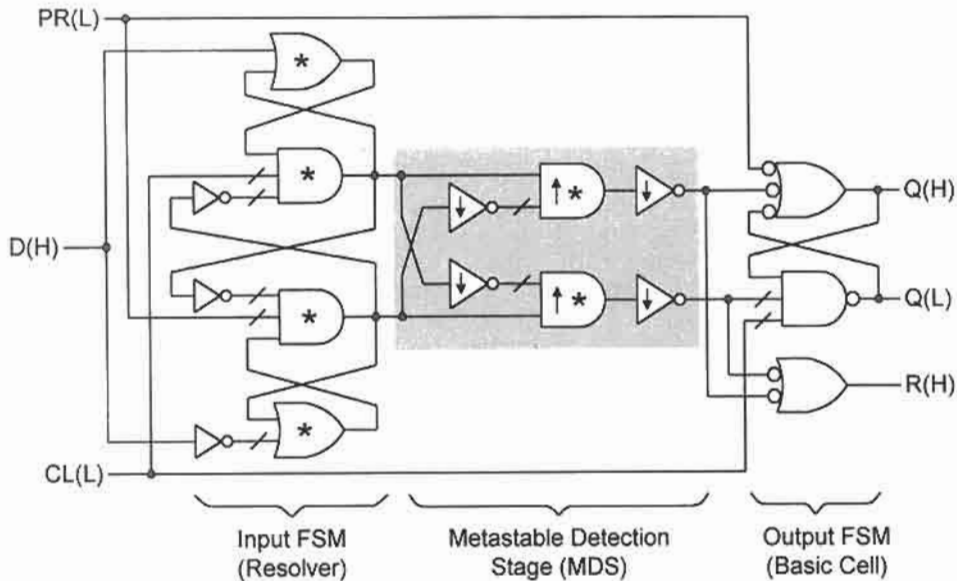 PR(L)
*
*
D(H)
↑ *
↓
↓
Q(H)
↓
↑ *
↓
Q(L)
*
R(H)
*
CL(L)
Input FSM
(Resolver)
Metastable Detection
Stage (MDS)
Output FSM
(Basic Cell)